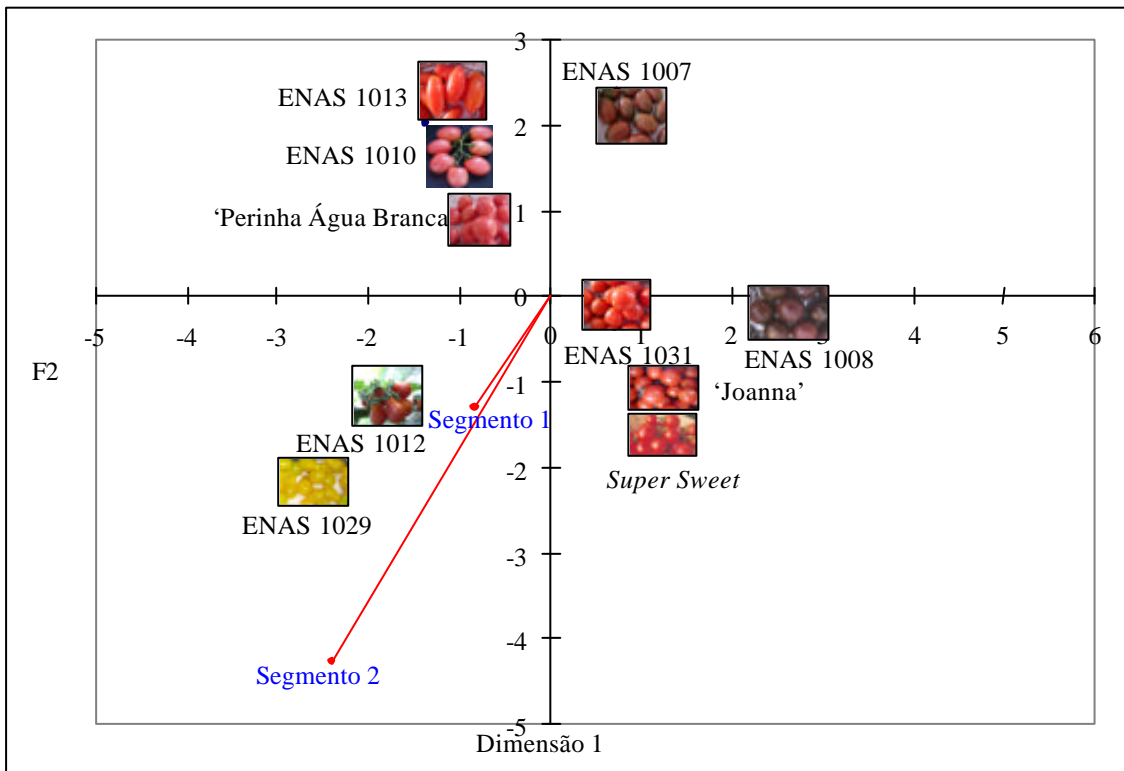 3
ENAS 1007
ENAS 1013
2
ENAS 1010
1
‘Perinha Água Branca
0
-5 -4 -3 -2 -1 0 1 2 3 4 5 6
ENAS 1031
ENAS 1008
F2
-1
‘Joanna’
Segmento 1
ENAS 1012
-2
Super Sweet
ENAS 1029
-3
-4
Segmento 2
-5
Dimensão 1